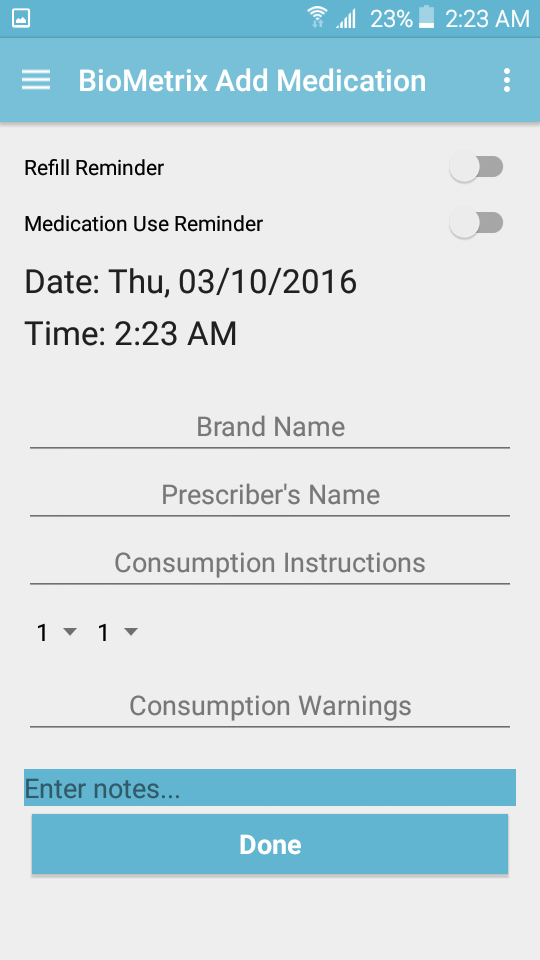 23% 2:23 AM
BioMetrix Add Medication
Refill Reminder
Medication Use Reminder
Date: Thu, 03/10/2016
Time: 2:23 AM
Brand Name
Prescriber's Name
Consumption Instructions
1 1
Consumption Warnings
Enter notes...
Done